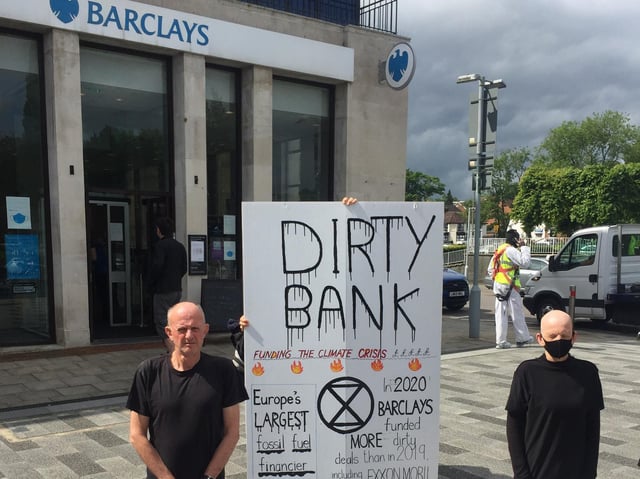 BARCLAYS
DIRTY
BANK
FUNDING THE CLIMATE CRISIS
Europe's
LARGEST
fossil fuel
financier
In 2020
BARCLAYS
funded
MORE dirty
deals than in 2019
including EXXON MOBIL